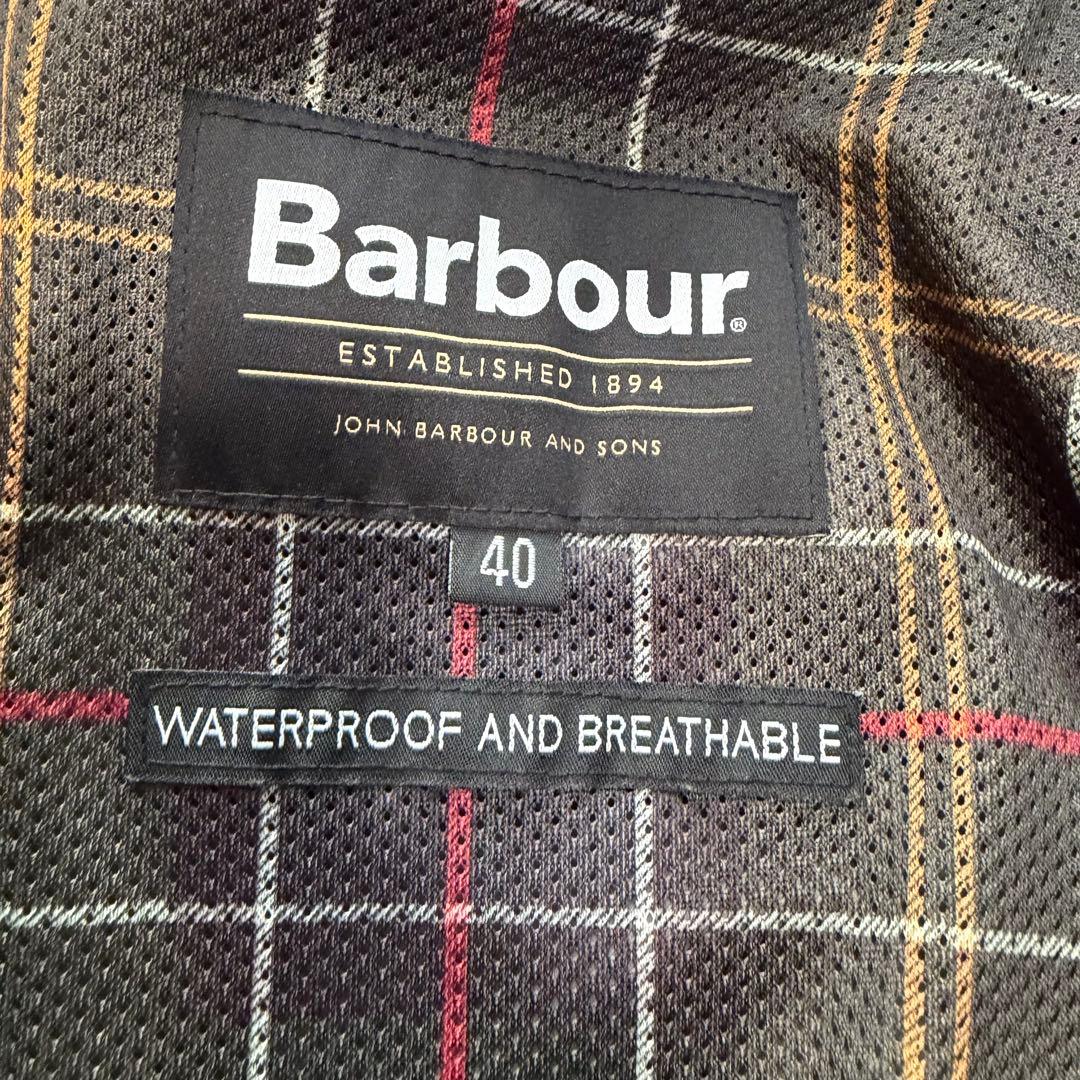 Barbour®
ESTABLISHED 1894
JOHN BARBOUR AND SONS
40
WATERPROOF AND BREATHABLE